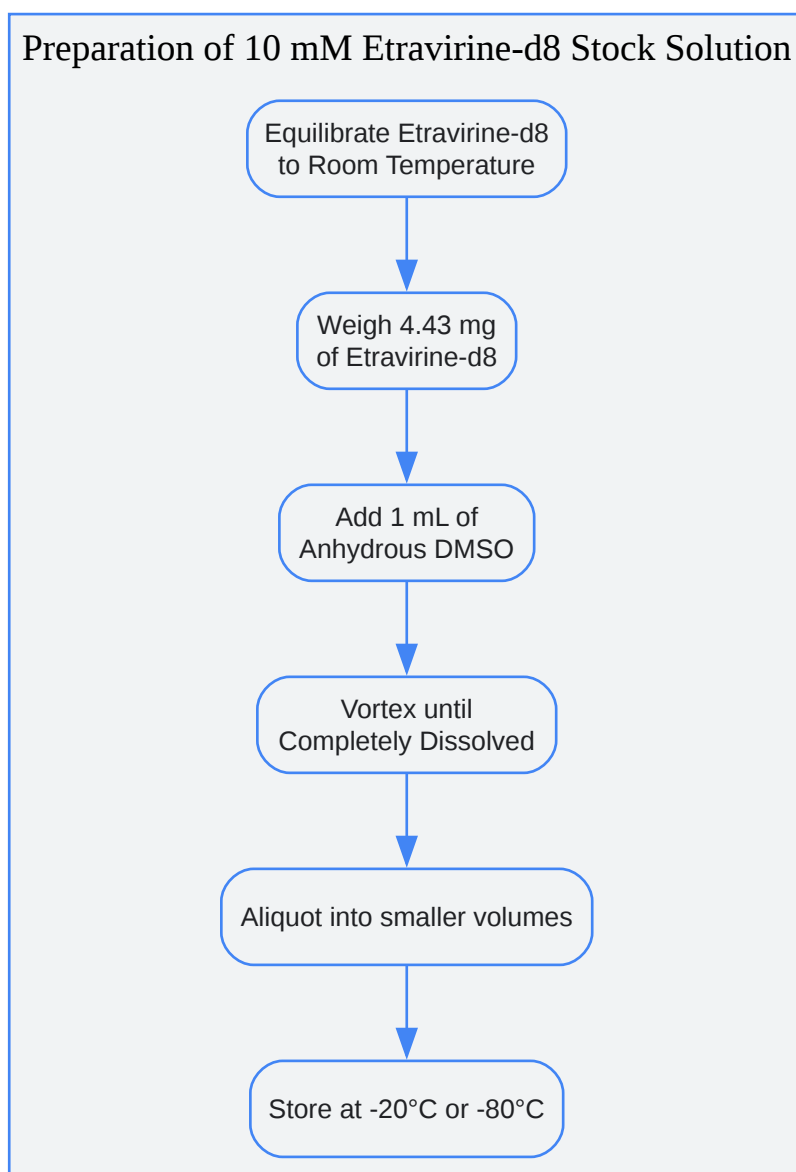 Preparation of 10 mM Etravirine-d8 Stock Solution
Equilibrate Etravirine-d8
to Room Temperature
Weigh 4.43 mg
of Etravirine-d8
Add 1 mL of
Anhydrous DMSO
Vortex until
Completely Dissolved
Aliquot into smaller volumes
Store at -20°C or -80°C